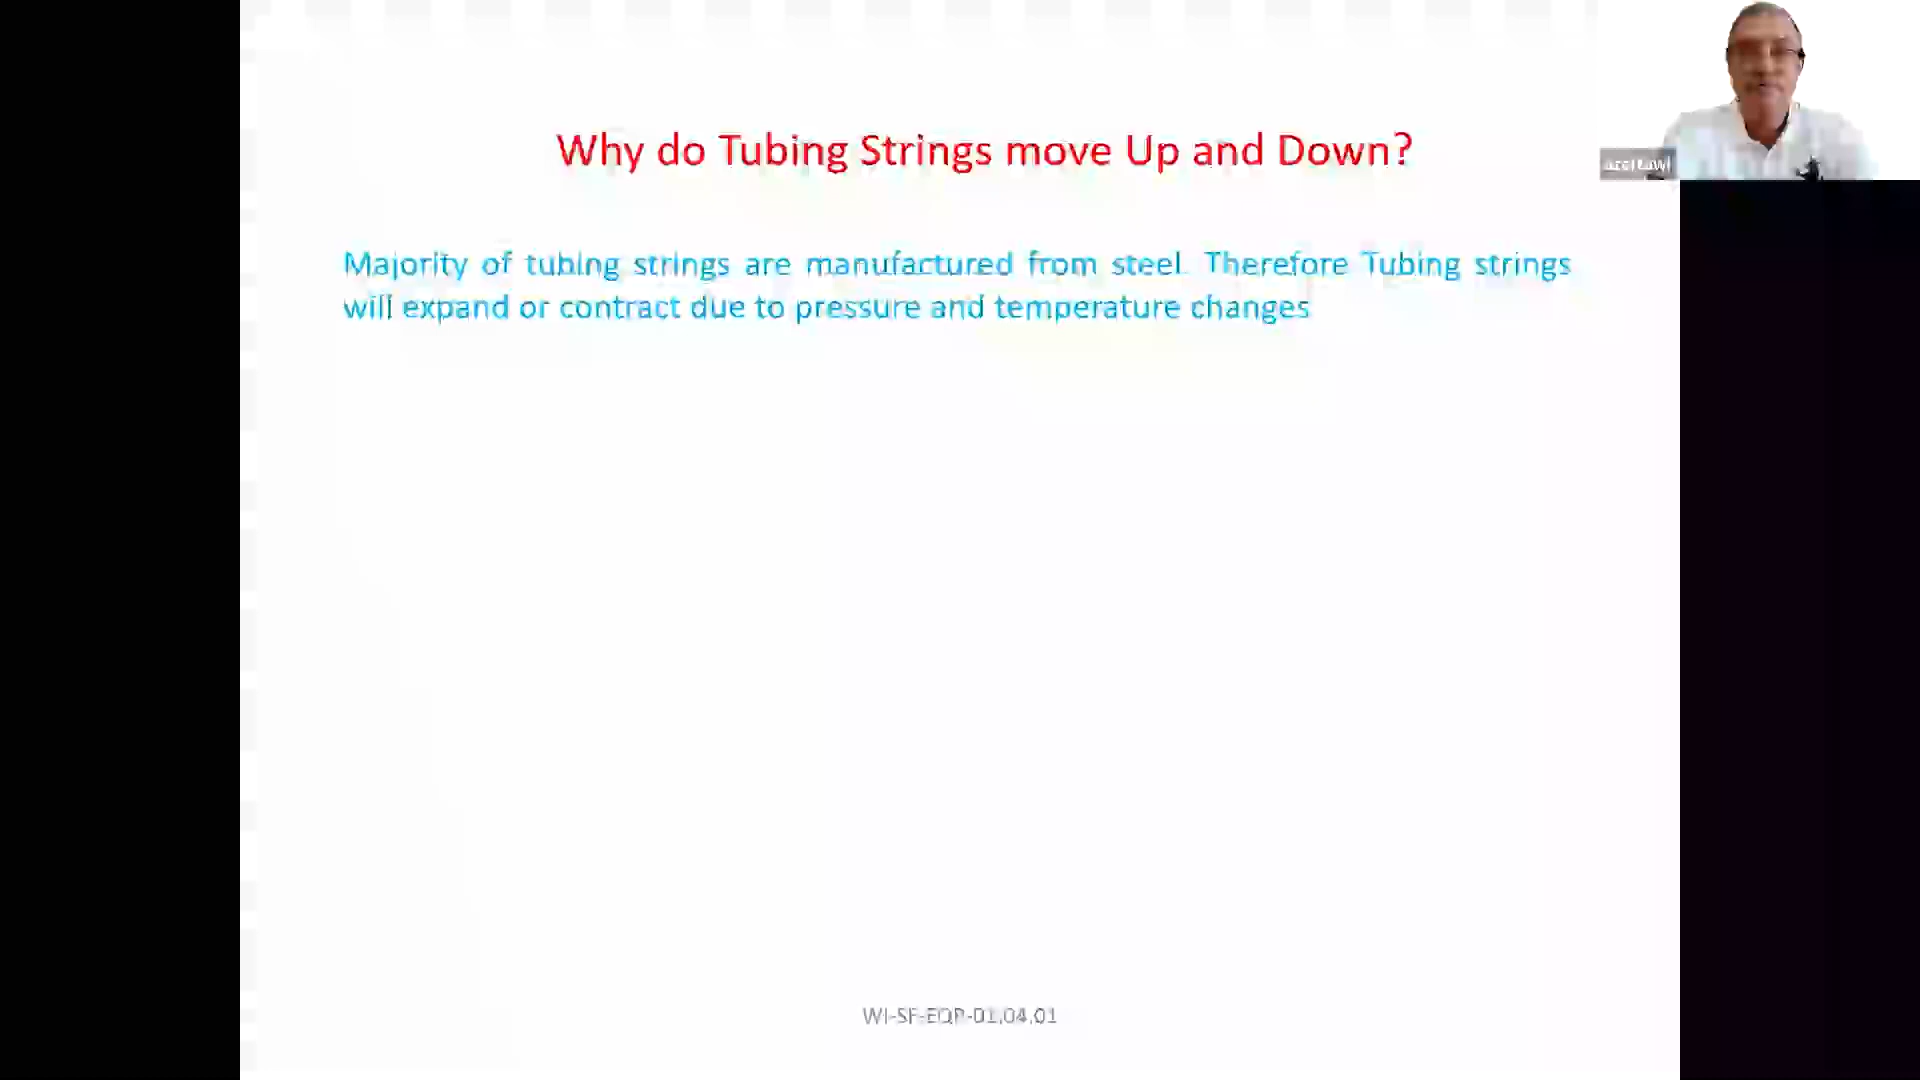 Why do Tubing Strings move Up and Down?
Majority of tubing strings are manufactured from steel. Therefore Tubing strings
will expand or contract due to pressure and temperature changes
WI-SF-EQP-01.04.01